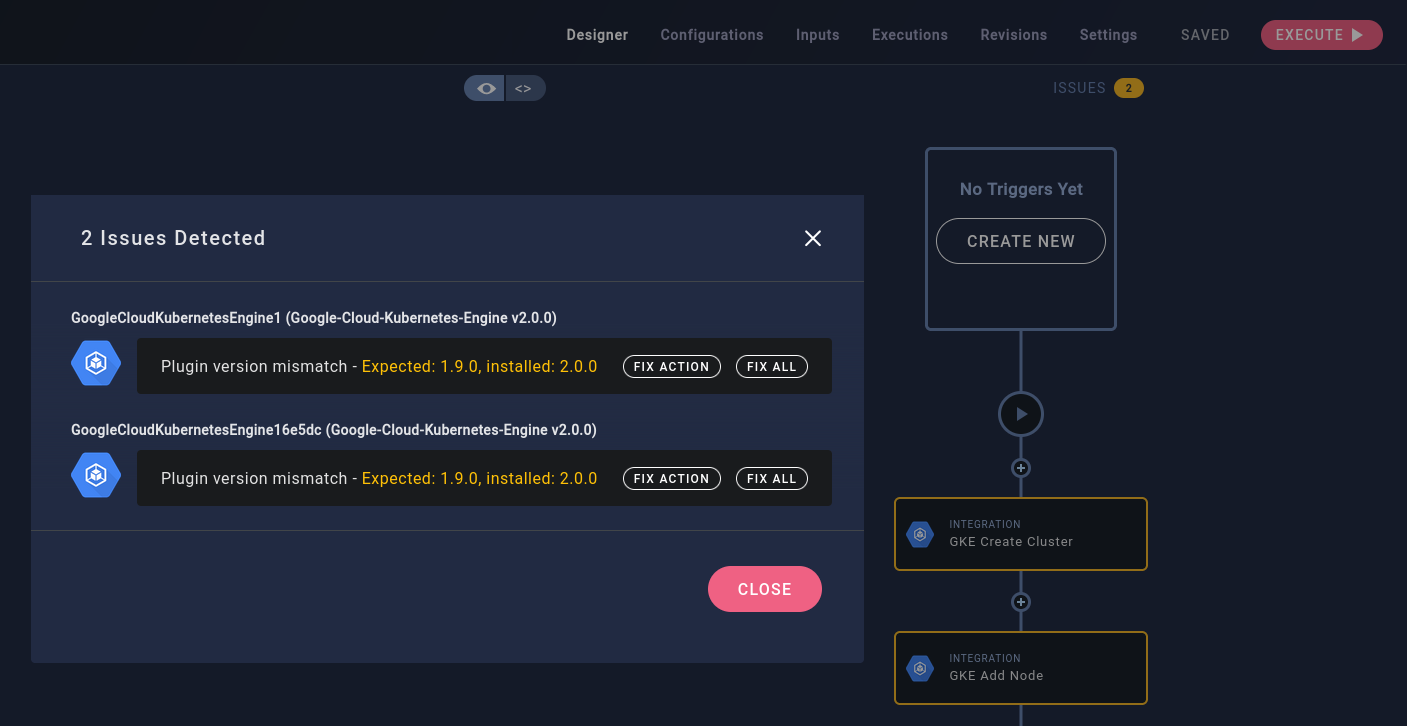 Designer Configurations Inputs Executions Revisions Settings SAVED EXECUTE
<> ISSUES 2
No Triggers Yet
CREATE NEW
2 Issues Detected
GoogleCloudKubernetesEngine1 (Google-Cloud-Kubernetes-Engine v2.0.0)
Plugin version mismatch - Expected: 1.9.0, installed: 2.0.0 FIX ACTION FIX ALL
GoogleCloudKubernetesEngine16e5dc (Google-Cloud-Kubernetes-Engine v2.0.0)
Plugin version mismatch - Expected: 1.9.0, installed: 2.0.0 FIX ACTION FIX ALL
CLOSE
INTEGRATION
GKE Create Cluster
INTEGRATION
GKE Add Node